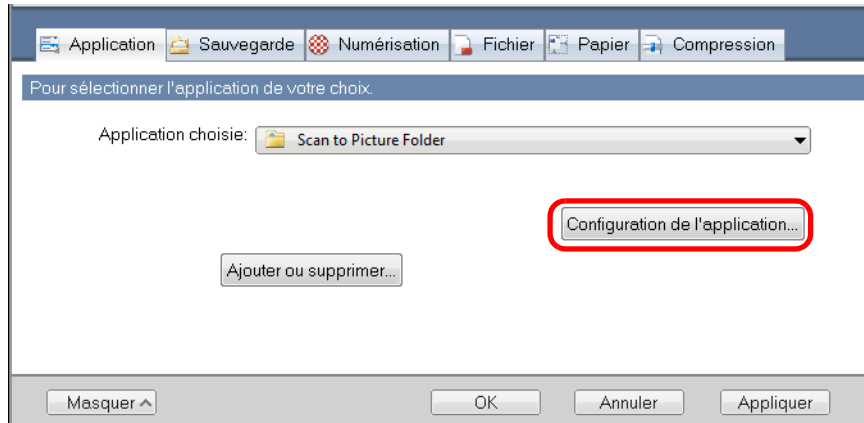 Application Sauvegarde Numérisation Fichier Papier Compression
Pour sélectionner l'application de votre choix.
Application choisie: Scan to Picture Folder
Configuration de l'application...
Ajouter ou supprimer...
Masquer OK Annuler Appliquer